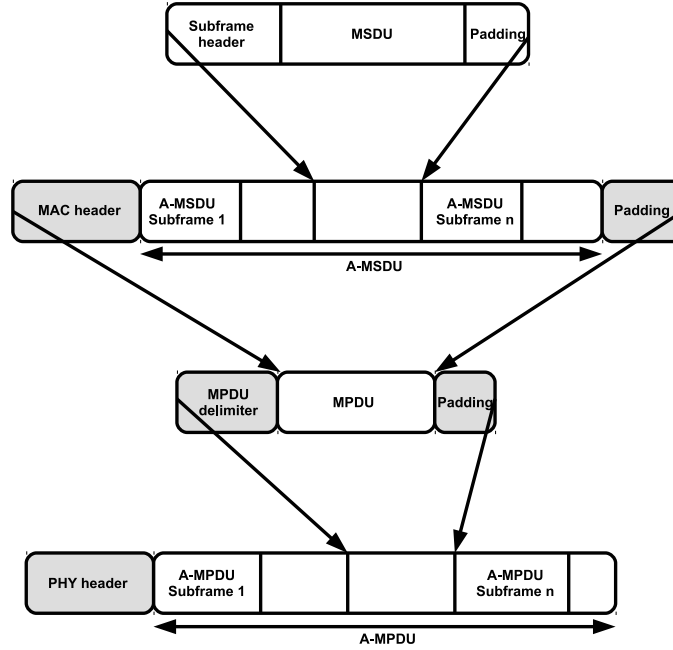 Subframe
header
MSDU
Padding
MAC header
A-MSDU
Subframe 1
A-MSDU
Subframe n
Padding
A-MSDU
MPDU
delimiter
MPDU
Padding
PHY header
A-MPDU
Subframe 1
A-MPDU
Subframe n
A-MPDU